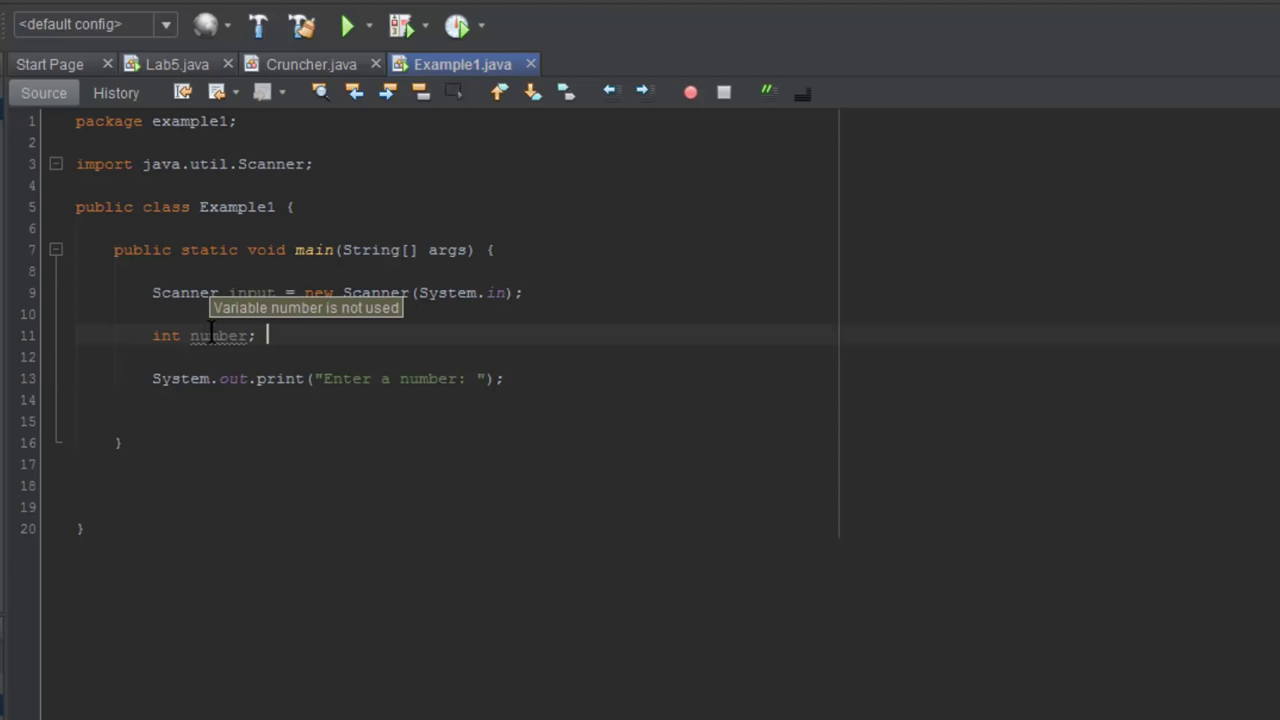 <default config>
Start Page Lab5.java Cruncher.java Example1.java
Source History
1 package example1;
2
3 import java.util.Scanner;
4
5 public class Example1 {
6
7 public static void main(String[] args) {
8
9 Scanner input = new Scanner(System.in);
10 Variable number is not used
11 int number;
12
13 System.out.print("Enter a number: ");
14
15
16 }
17
18
19
20 }